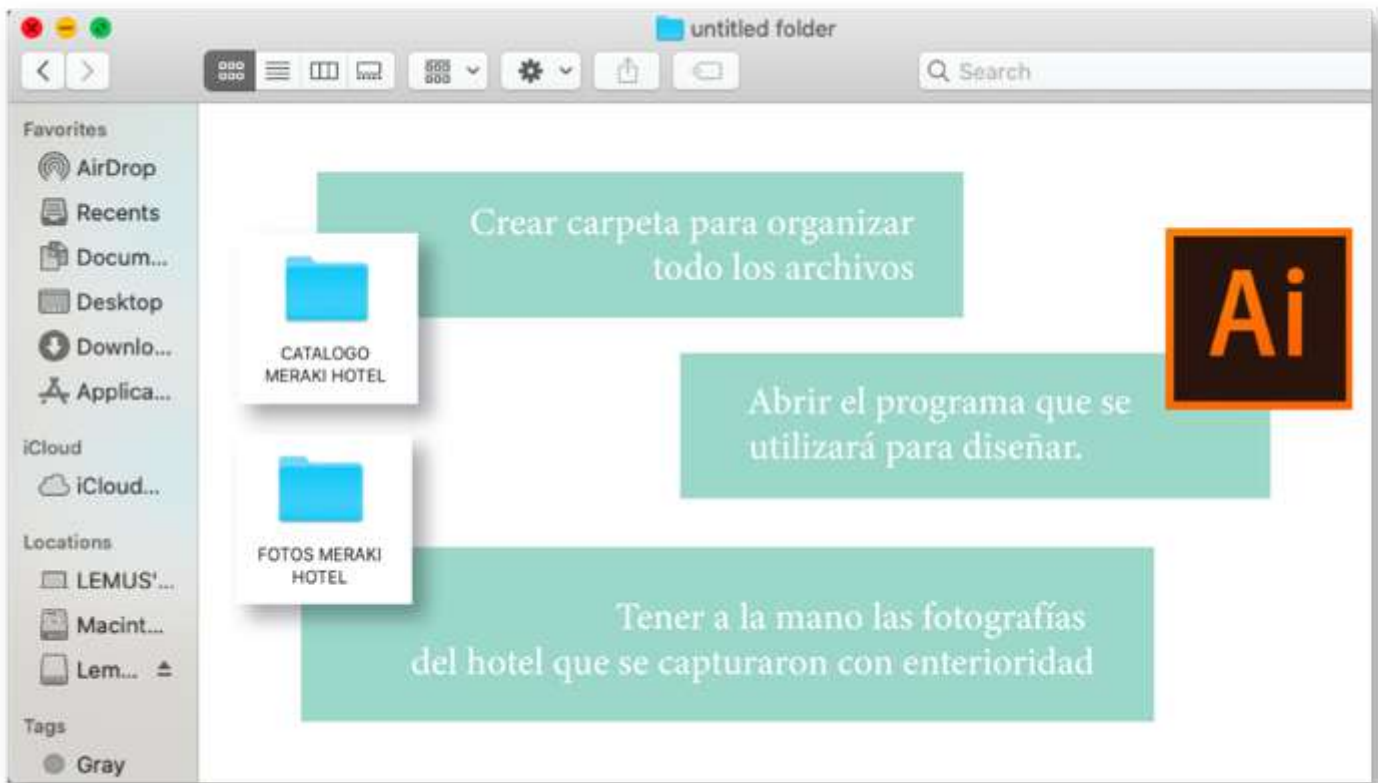 untitled folder
Search
Favorites
AirDrop
Recents
Docum...
Desktop
Downlo...
Applica...
iCloud
iCloud...
Locations
LEMUS'...
Macint...
Lem...
Tags
Gray
Crear carpeta para organizar
todo los archivos
CATALOGO
MERAKI HOTEL
Ai
Abrir el programa que se
utilizará para diseñar.
FOTOS MERAKI
HOTEL
Tener a la mano las fotografías
del hotel que se capturaron con enterioridad